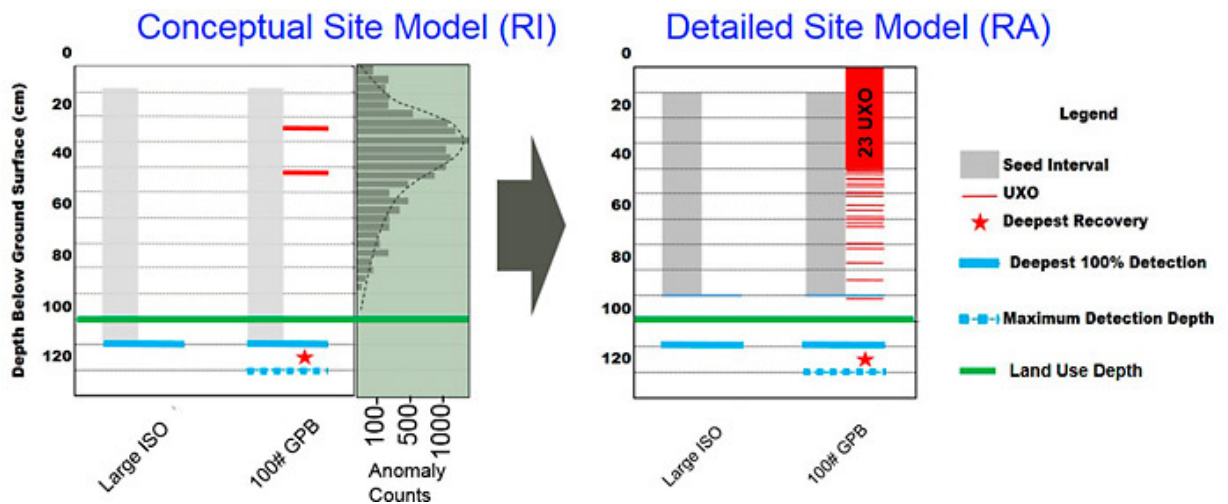 Conceptual Site Model (RI)
Detailed Site Model (RA)
Depth Below Ground Surface (cm)
0
20
40
60
80
100
120
Large ISO
100# GPB
100
500
1000
Anomaly
Counts
0
20
40
60
80
100
120
23 UXO
Large ISO
100# GPB
Legend
Seed Interval
UXO
Deepest Recovery
Deepest 100% Detection
Maximum Detection Depth
Land Use Depth